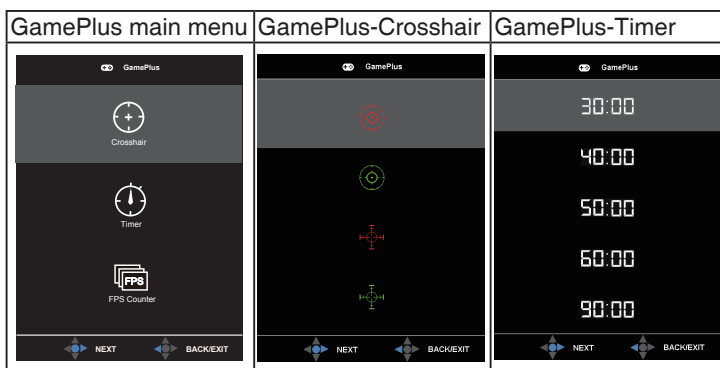 GamePlus main menu
GamePlus-Crosshair
GamePlus-Timer
GamePlus
Crosshair
Timer
FPS
FPS Counter
NEXT BACK/EXIT
GamePlus
NEXT BACK/EXIT
GamePlus
30:00
40:00
50:00
60:00
90:00
NEXT BACK/EXIT